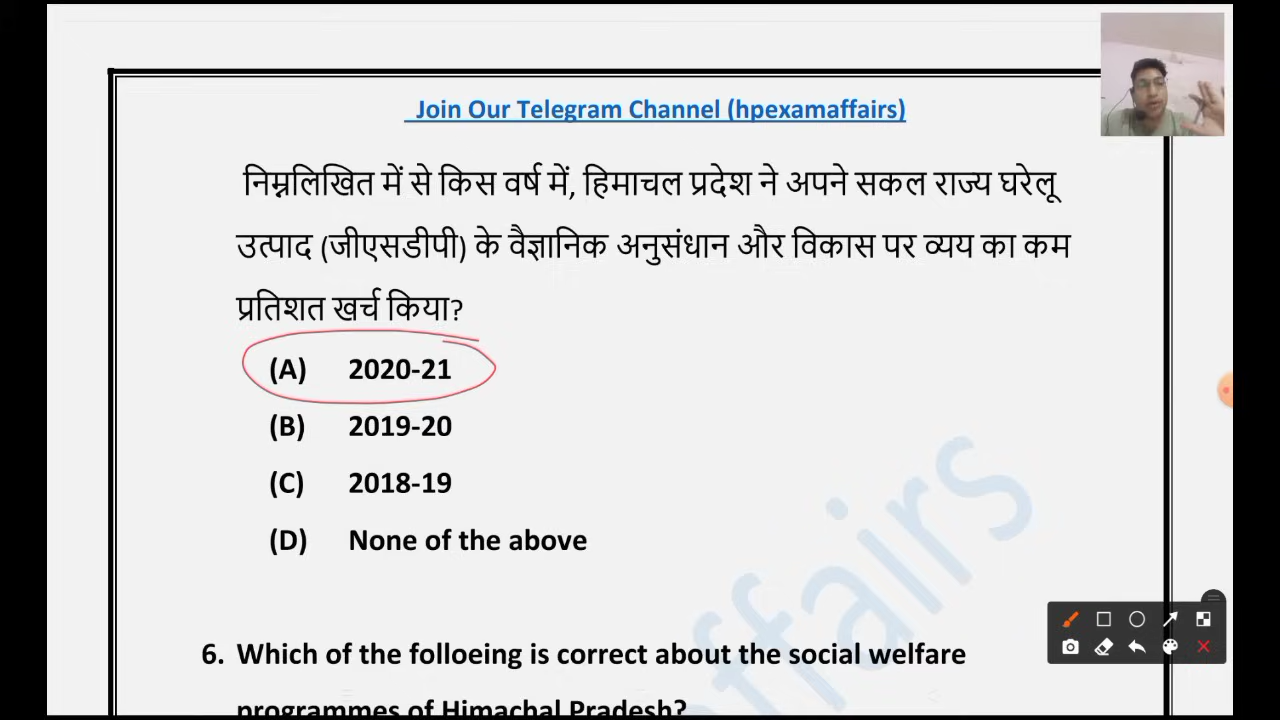 Join Our Telegram Channel (hpexamaffairs)
निम्नलिखित में से किस वर्ष में, हिमाचल प्रदेश ने अपने सकल राज्य घरेलू
उत्पाद (जीएसडीपी) के वैज्ञानिक अनुसंधान और विकास पर व्यय का कम
प्रतिशत खर्च किया?
(A) 2020-21
(B) 2019-20
(C) 2018-19
(D) None of the above
affairs
6. Which of the folloeing is correct about the social welfare
programmes of Himachal Pradesh?